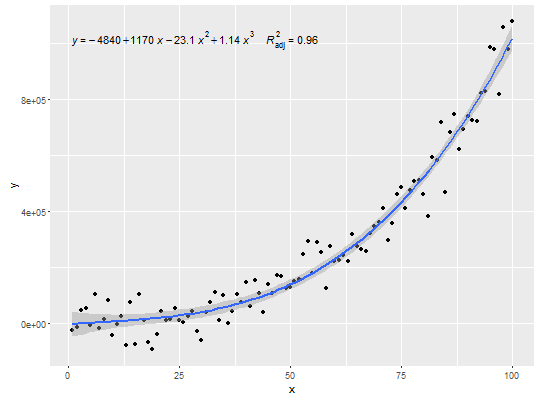 y = − 4840 + 1170 x − 23.1 x² + 1.14 x³ R²adj = 0.96
8e+05
4e+05
0e+00
y
0 25 50 75 100
x